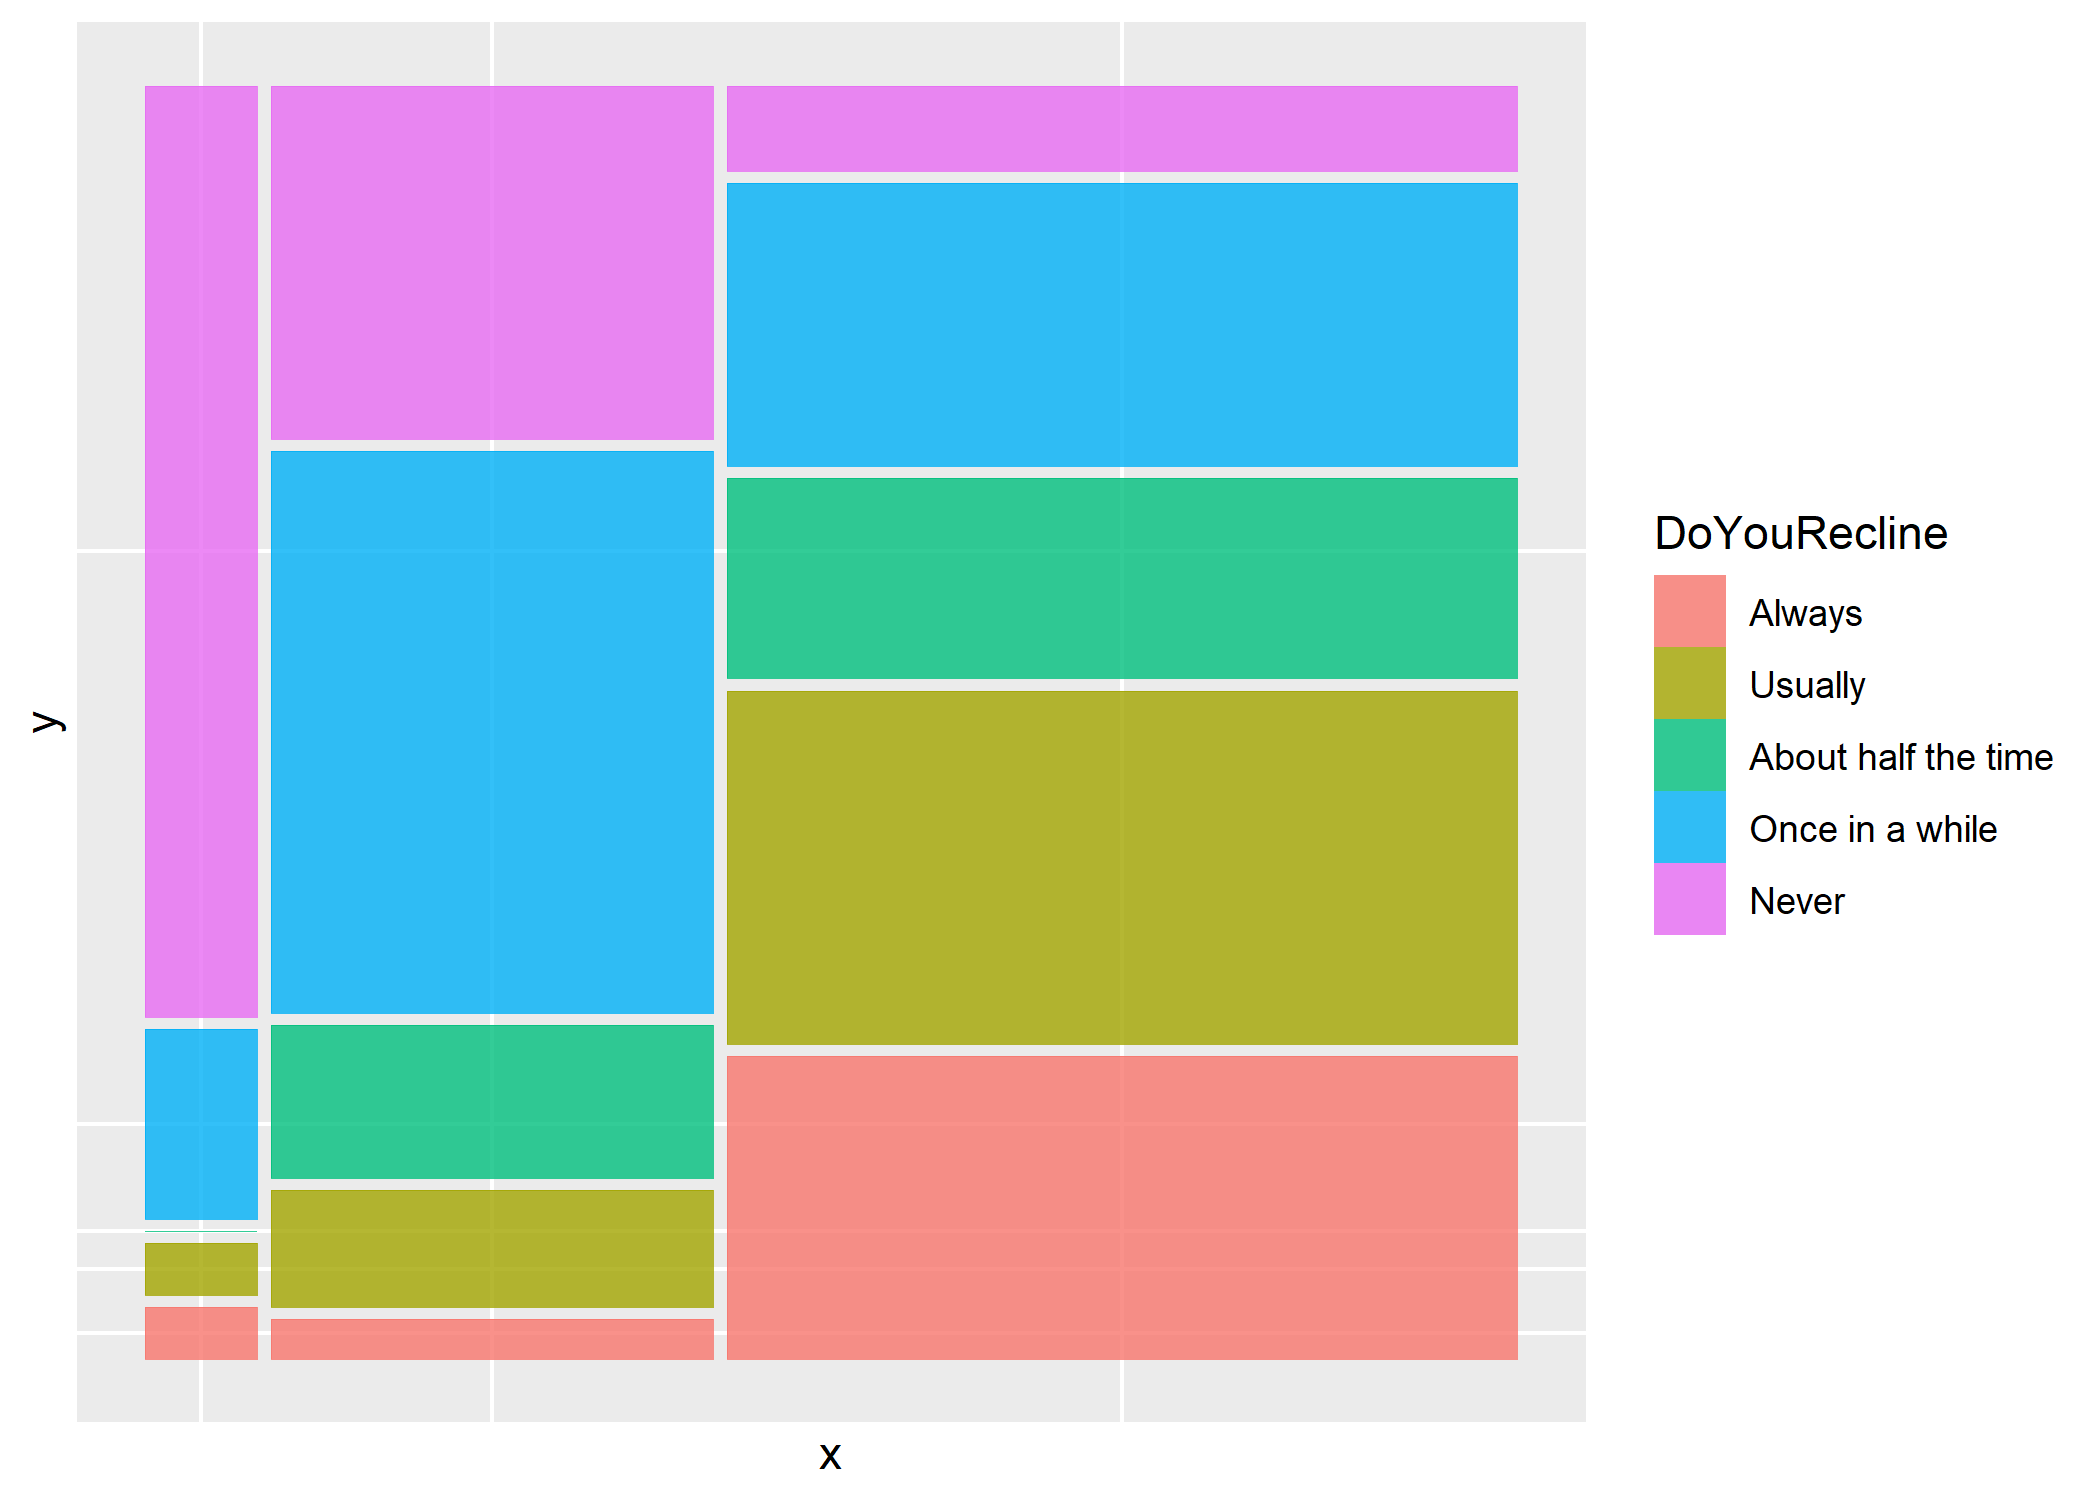 y
x
DoYouRecline
Always
Usually
About half the time
Once in a while
Never